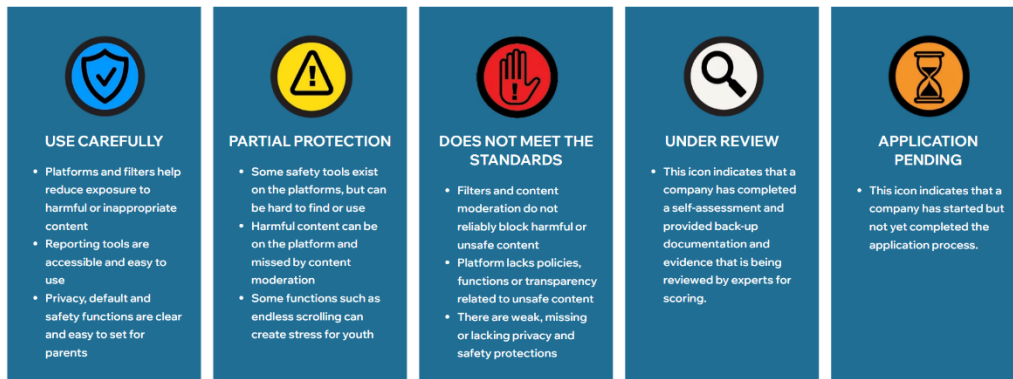 USE CAREFULLY
• Platforms and filters help
reduce exposure to
harmful or inappropriate
content
• Reporting tools are
accessible and easy to
use
• Privacy, default and
safety functions are clear
and easy to set for
parents
PARTIAL PROTECTION
• Some safety tools exist
on the platforms, but can
be hard to find or use
• Harmful content can be
on the platform and
missed by content
moderation
• Some functions such as
endless scrolling can
create stress for youth
DOES NOT MEET THE
STANDARDS
• Filters and content
moderation do not
reliably block harmful or
unsafe content
• Platform lacks policies,
functions or transparency
related to unsafe content
• There are weak, missing
or lacking privacy and
safety protections
UNDER REVIEW
• This icon indicates that a
company has completed
a self-assessment and
provided back-up
documentation and
evidence that is being
reviewed by experts for
scoring.
APPLICATION
PENDING
• This icon indicates that a
company has started but
not yet completed the
application process.